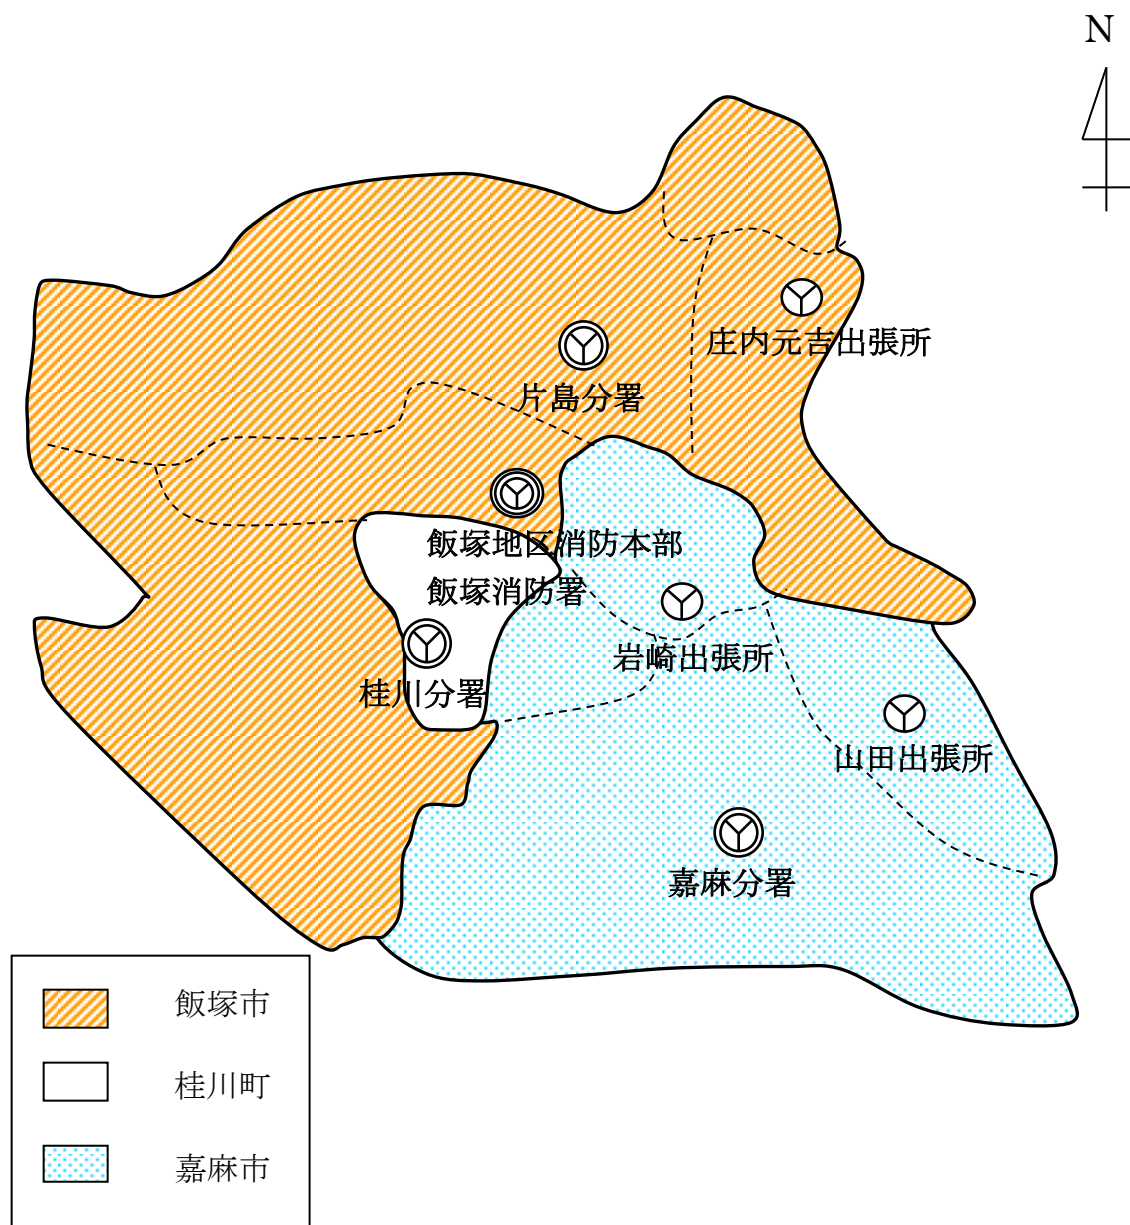 N
庄内元吉出張所
片島分署
飯塚地区消防本部
飯塚消防署
岩崎出張所
桂川分署
山田出張所
嘉麻分署
飯塚市
桂川町
嘉麻市